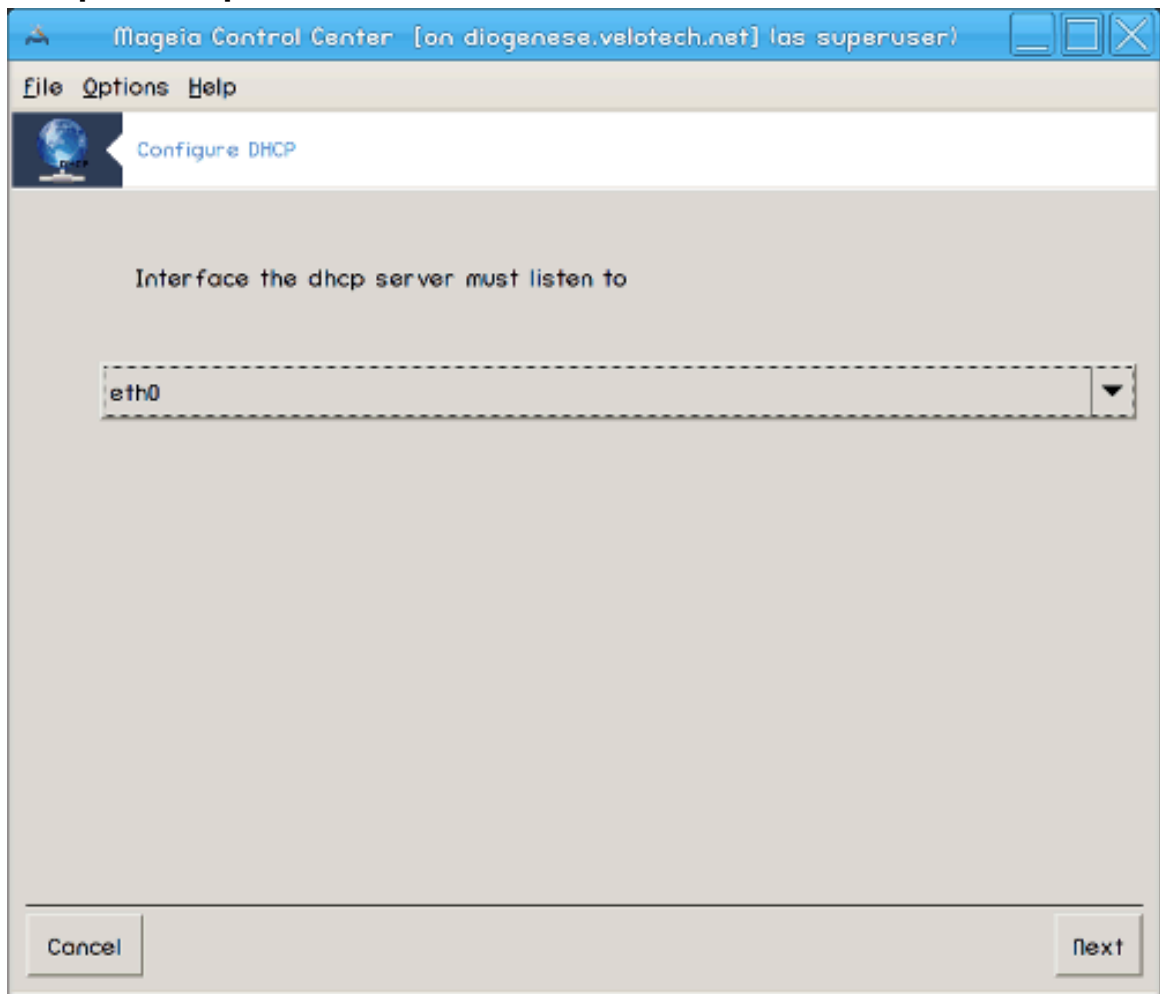 Mageia Control Center [on diogenese.velotech.net] (as superuser)
File Options Help
DHCP
Configure DHCP
Interface the dhcp server must listen to
eth0
Cancel
Next